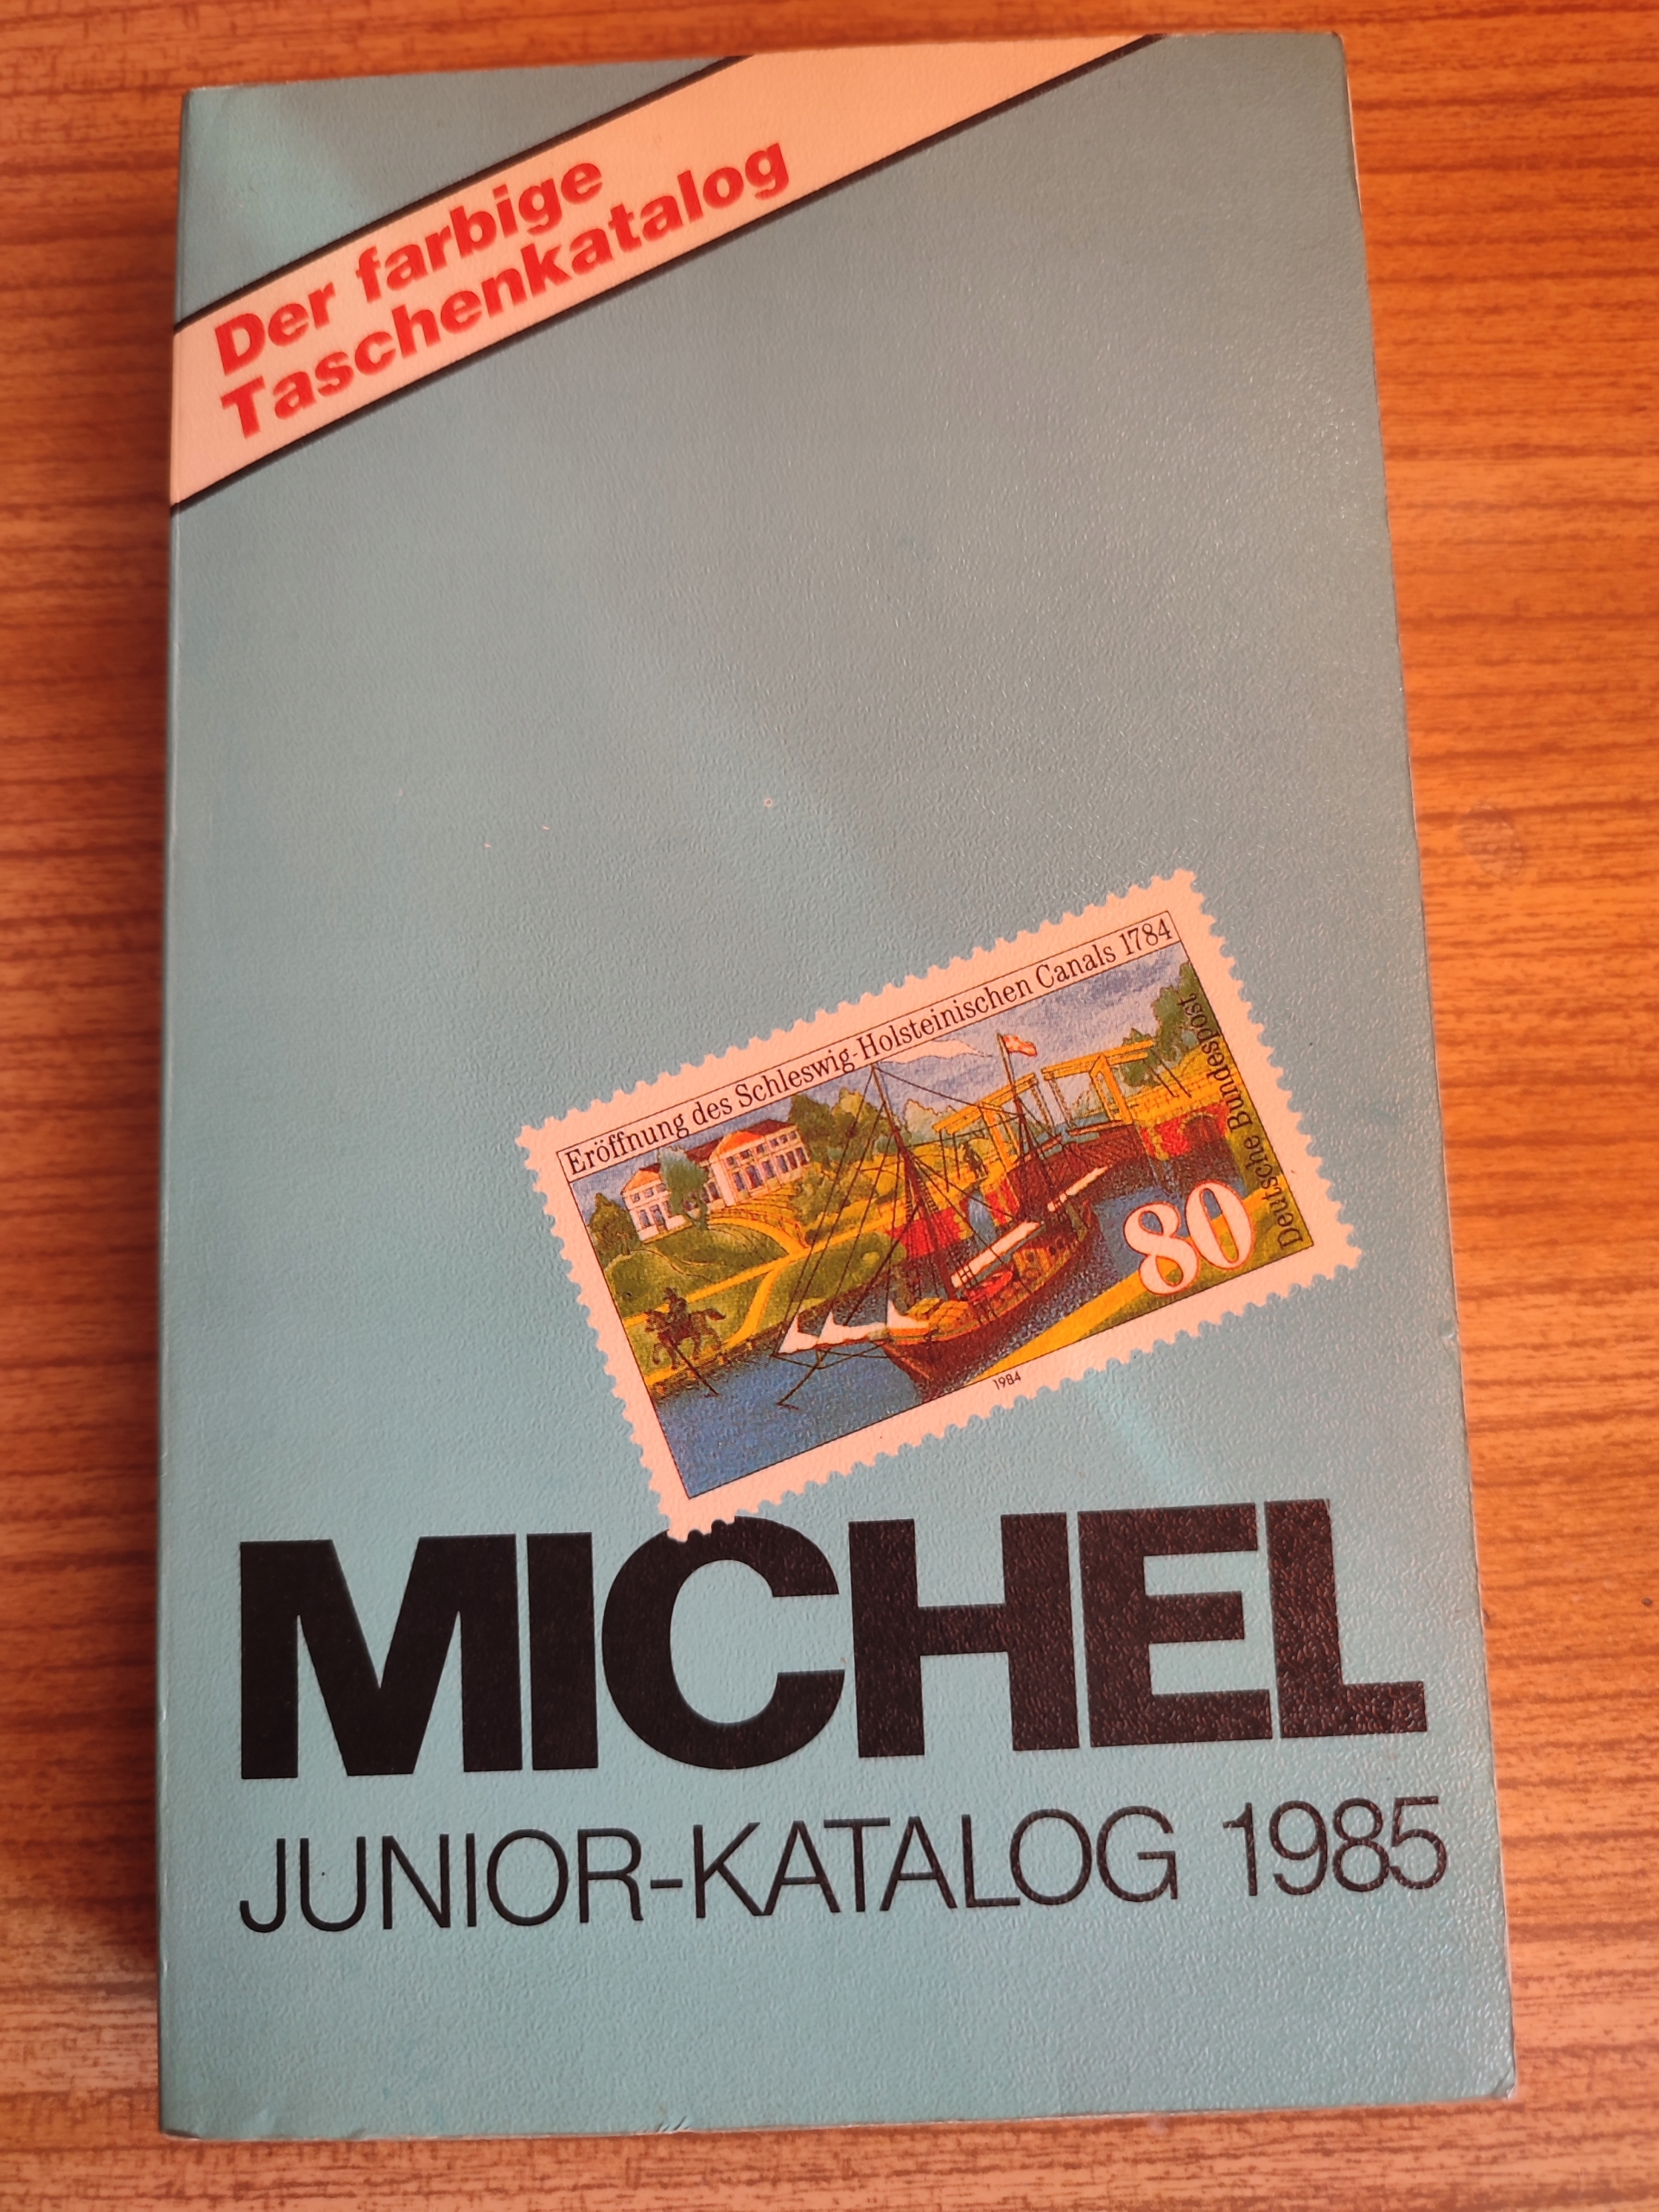 Der farbige
Taschenkatalog
Eröffnung des Schleswig-Holsteinischen Canals 1784
Deutsche Bundespost
80
1984
MICHEL
JUNIOR-KATALOG 1985